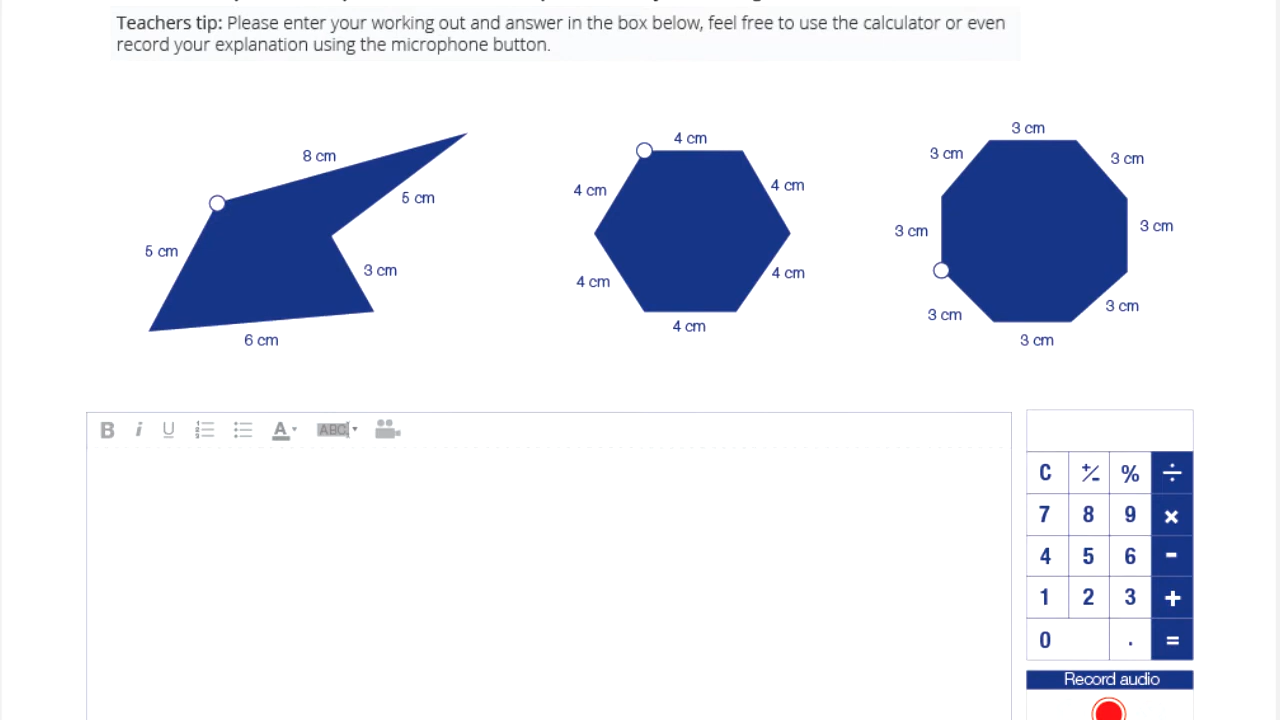 Teachers tip: Please enter your working out and answer in the box below, feel free to use the calculator or even
record your explanation using the microphone button.
8 cm
5 cm
5 cm
3 cm
6 cm
4 cm
4 cm
4 cm
4 cm
4 cm
4 cm
3 cm
3 cm
3 cm
3 cm
3 cm
3 cm
3 cm
3 cm
B i U A ABC
C +/- % ÷
7 8 9 ×
4 5 6 -
1 2 3 +
0 . =
Record audio